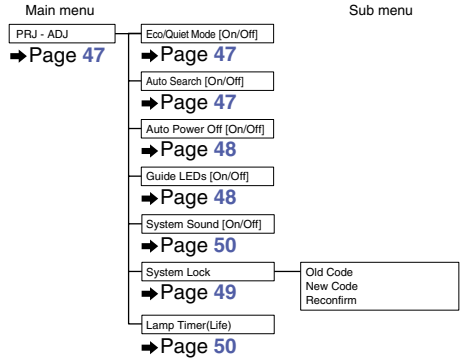 Main menu
Sub menu
PRJ - ADJ
➡Page 47
Eco/Quiet Mode [On/Off]
➡Page 47
Auto Search [On/Off]
➡Page 47
Auto Power Off [On/Off]
➡Page 48
Guide LEDs [On/Off]
➡Page 48
System Sound [On/Off]
➡Page 50
System Lock
➡Page 49
Old Code
New Code
Reconfirm
Lamp Timer(Life)
➡Page 50